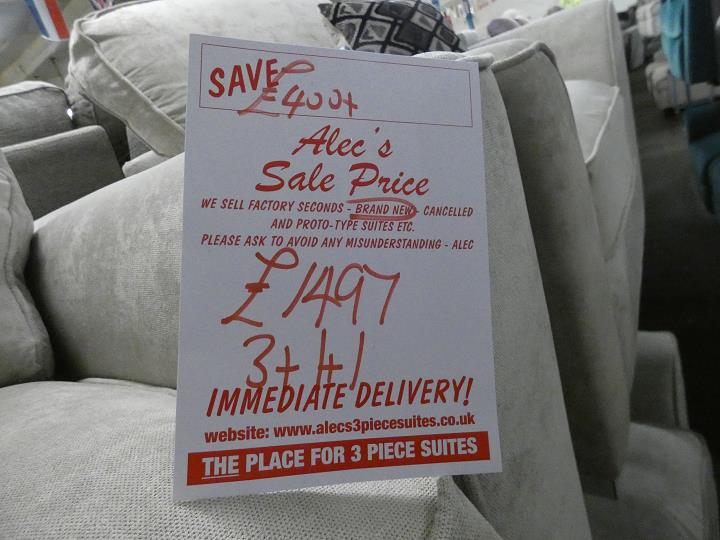 SAVE £400+
Alec's
Sale Price
WE SELL FACTORY SECONDS - BRAND NEW - CANCELLED
AND PROTO-TYPE SUITES ETC.
PLEASE ASK TO AVOID ANY MISUNDERSTANDING - ALEC
£1497
3+1+1
IMMEDIATE DELIVERY!
website: www.alecs3piecesuites.co.uk
THE PLACE FOR 3 PIECE SUITES